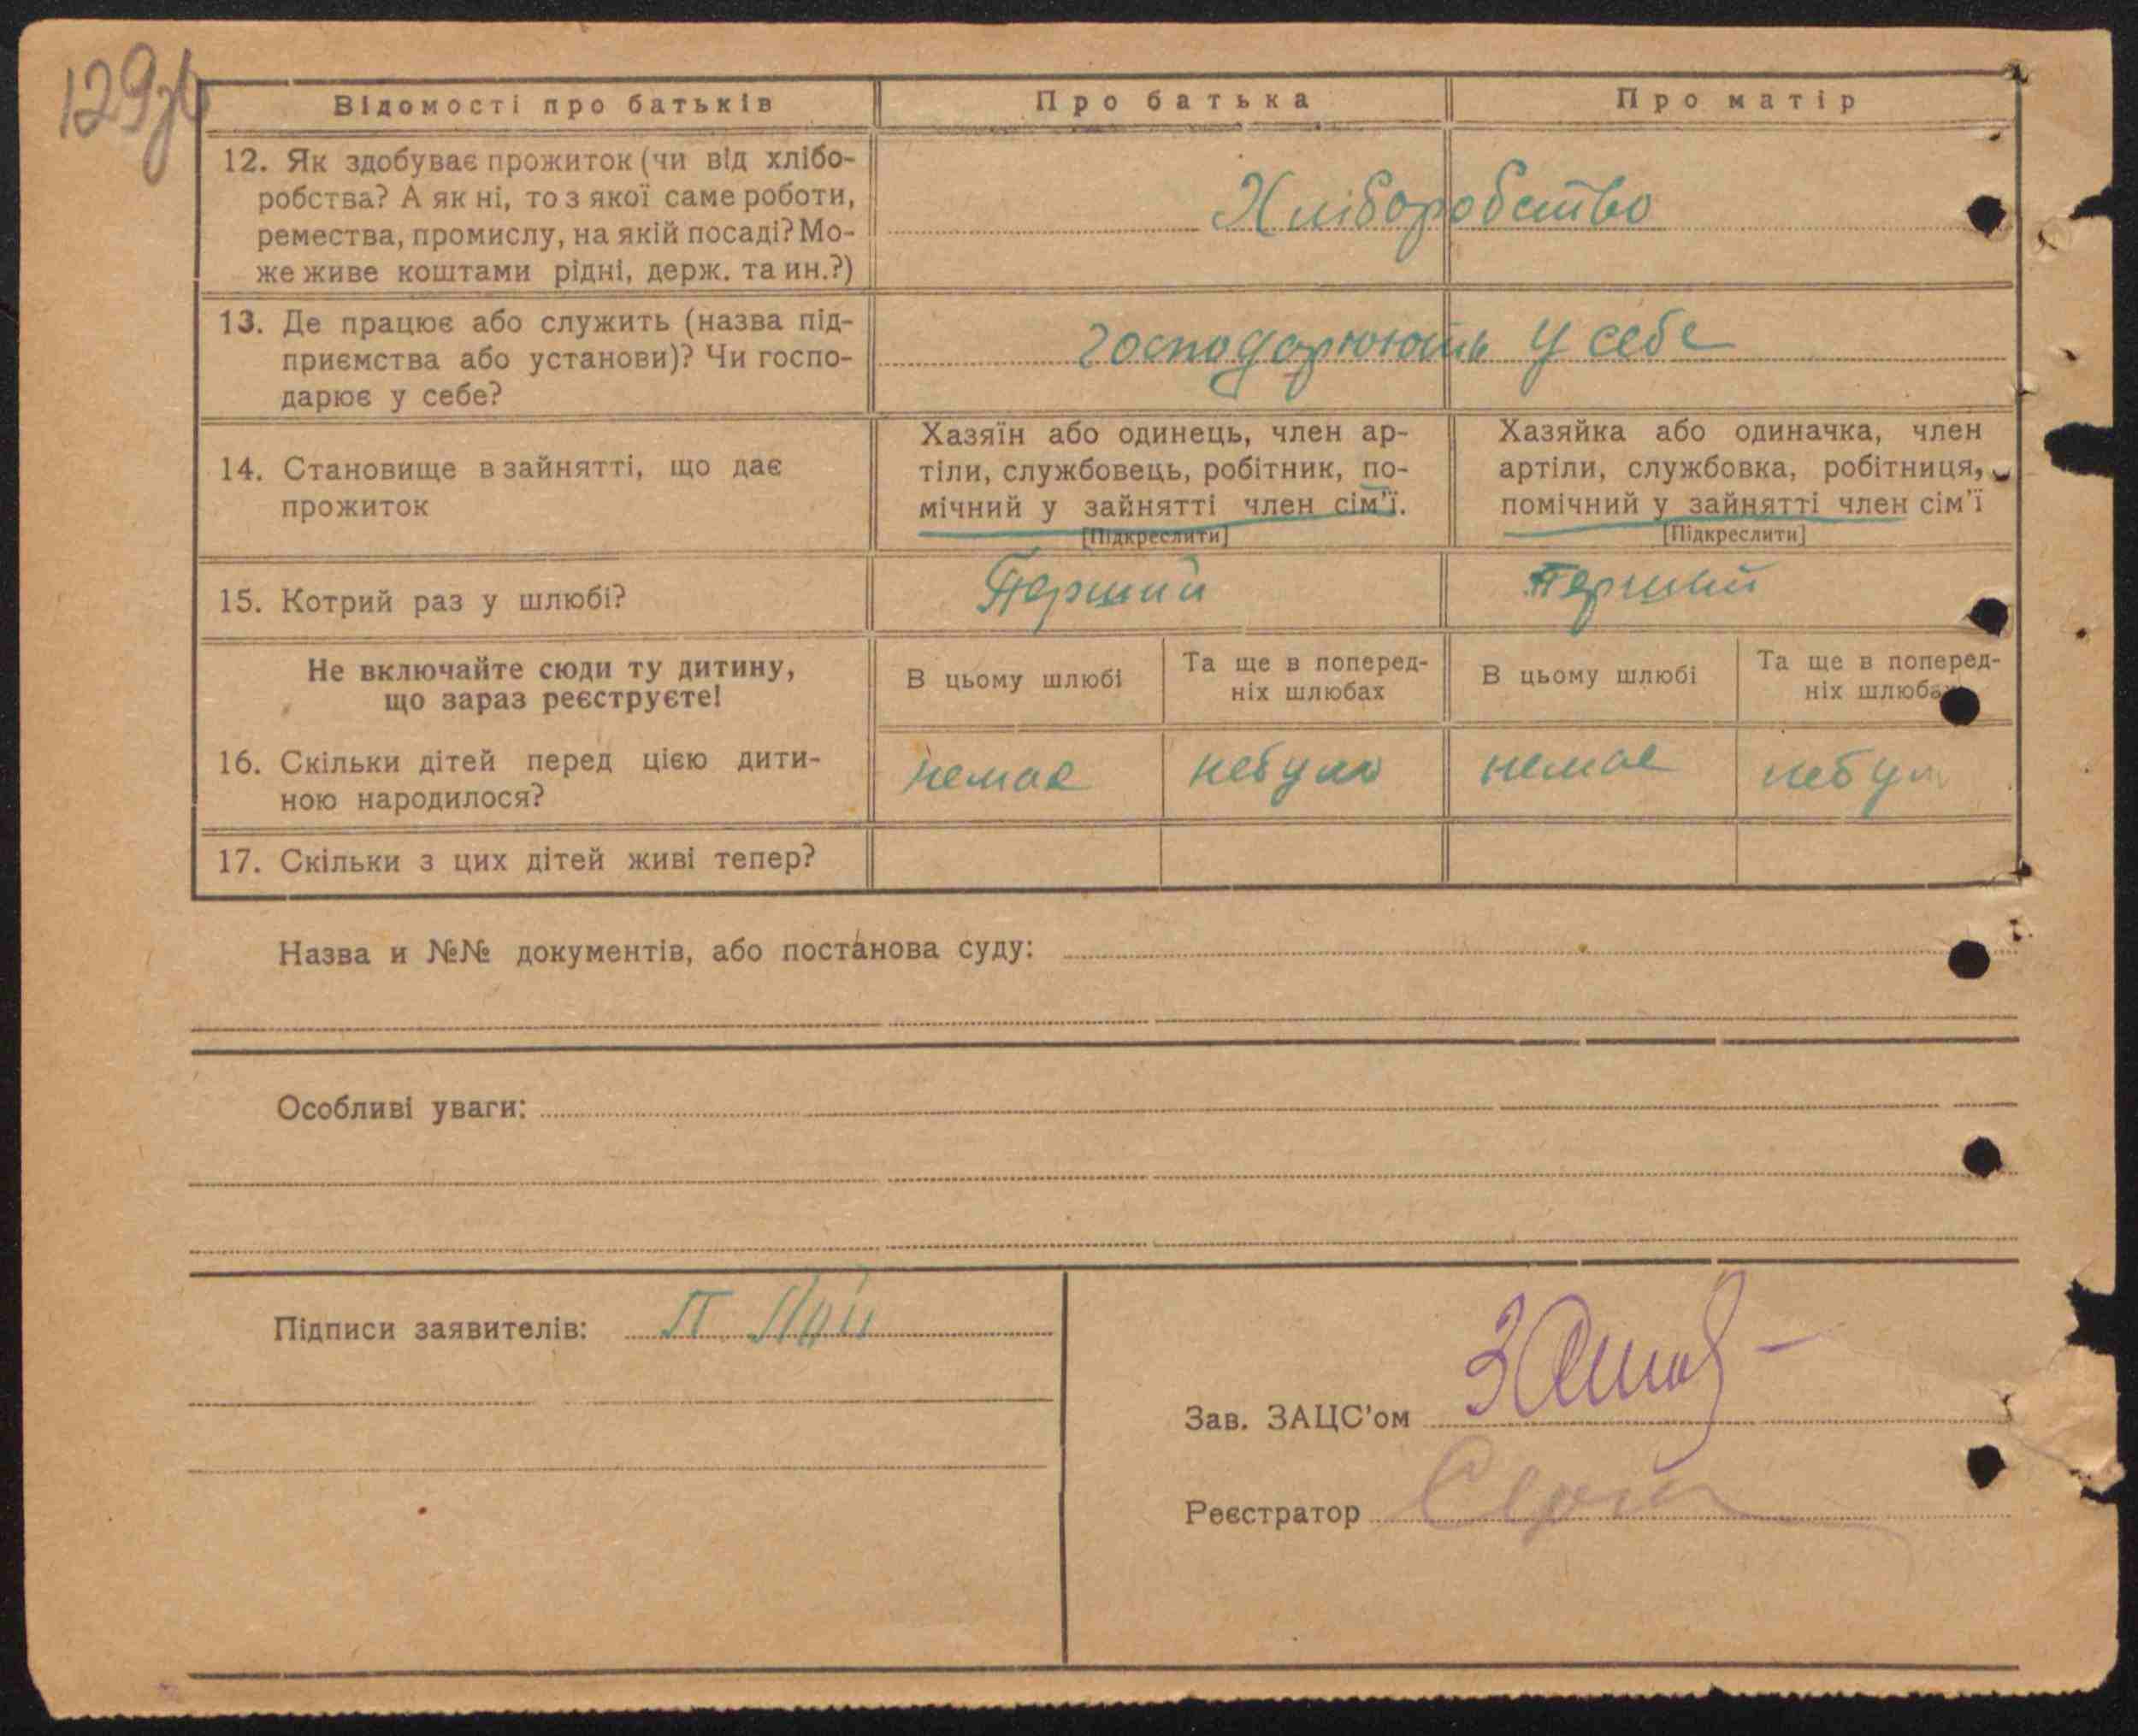 129зв
Відомості про батьків
Про батька
Про матір
12. Як здобуває прожиток (чи від хлібо-
робства? А як ні, то з якої саме роботи,
ремества, промислу, на якій посаді? Мо-
же живе коштами рідні, держ. та ин.?)
Хліборобство
13. Де працює або служить (назва під-
приємства або установи)? Чи госпо-
дарює у себе?
господарюють у себе
14. Становище в зайнятті, що дає
прожиток
Хазяїн або одинець, член ар-
тіли, службовець, робітник, по-
мічний у зайнятті член сім'ї.
[Підкреслити]
Хазяйка або одиначка, член
артіли, службовка, робітниця,
помічний у зайнятті член сім'ї
[Підкреслити]
15. Котрий раз у шлюбі?
Перший
перший
Не включайте сюди ту дитину,
що зараз реєструєте!
В цьому шлюбі
Та ще в поперед-
ніх шлюбах
В цьому шлюбі
Та ще в поперед-
ніх шлюбах
16. Скільки дітей перед цією дити-
ною народилося?
немає
небуло
немає
17. Скільки з цих дітей живі тепер?
Назва и №№ документів, або постанова суду:
Особливі уваги:
Підписи заявителів: П.
Зав. ЗАЦС'ом
Реєстратор